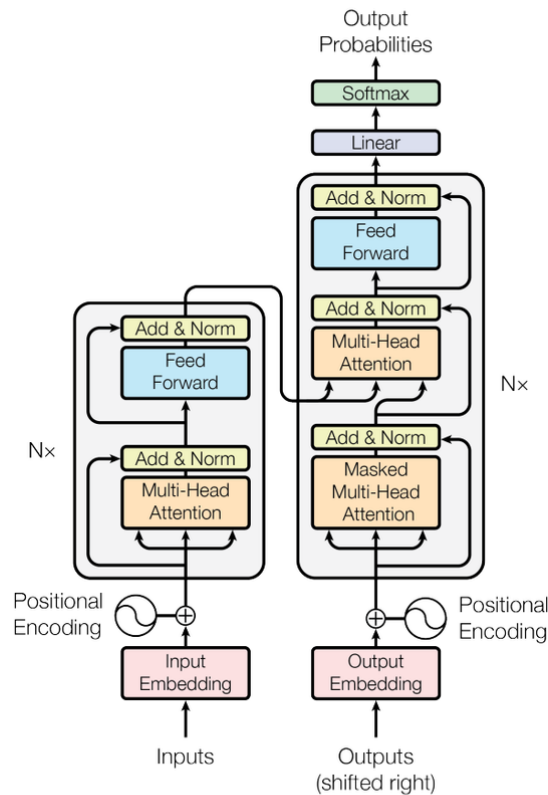 Output
Probabilities
Softmax
Linear
Add & Norm
Feed
Forward
Add & Norm
Multi-Head
Attention
Add & Norm
Masked
Multi-Head
Attention
N×
Add & Norm
Feed
Forward
Add & Norm
Multi-Head
Attention
N×
Positional
Encoding
Positional
Encoding
Input
Embedding
Output
Embedding
Inputs
Outputs
(shifted right)